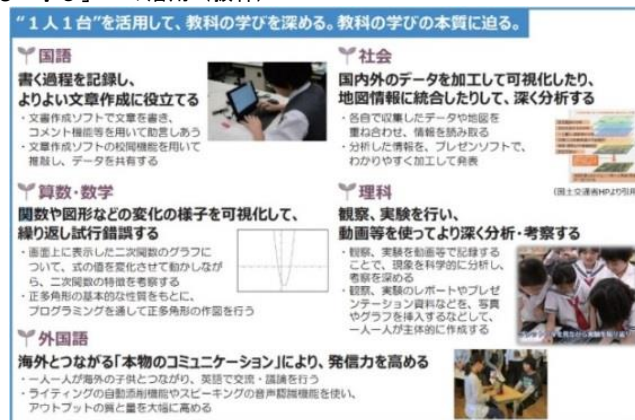 "１人１台"を活用して、教科の学びを深める。教科の学びの本質に迫る。
国語
書く過程を記録し、
よりよい文章作成に役立てる
・文書作成ソフトで文章を書き、
コメント機能等を用いて助言しあう
・文章作成ソフトの校閲機能を用いて
推敲し、データを共有する
社会
国内外のデータを加工して可視化したり、
地図情報に統合したりして、深く分析する
・各自で収集したデータや地図を
重ね合わせ、情報を読み取る
・分析した情報を、プレゼンソフトで、
わかりやすく加工して発表
(国土交通省HPより引用
算数・数学
関数や図形などの変化の様子を可視化して、
繰り返し試行錯誤する
・画面上に表示した二次関数のグラフに
ついて、式の値を変化させて動かしなが
ら、二次関数の特徴を考察する
・正多角形の基本的な性質をもとに、
プログラミングを通して正多角形の作図を行う
理科
観察、実験を行い、
動画等を使ってより深く分析・考察する
・観察、実験を動画等で記録する
ことで、現象を科学的に分析し、
考察を深める
・観察、実験のレポートやプレゼ
ンテーション資料などを、写真
やグラフを挿入するなどして、
一人一人が主体的に作成する
外国語
海外とつながる「本物のコミュニケーション」により、発信力を高める
・一人一人が海外の子供とつながり、英語で交流・議論を行う
・ライティングの自動添削機能やスピーキングの音声認識機能を使い、
アウトプットの質と量を大幅に高める